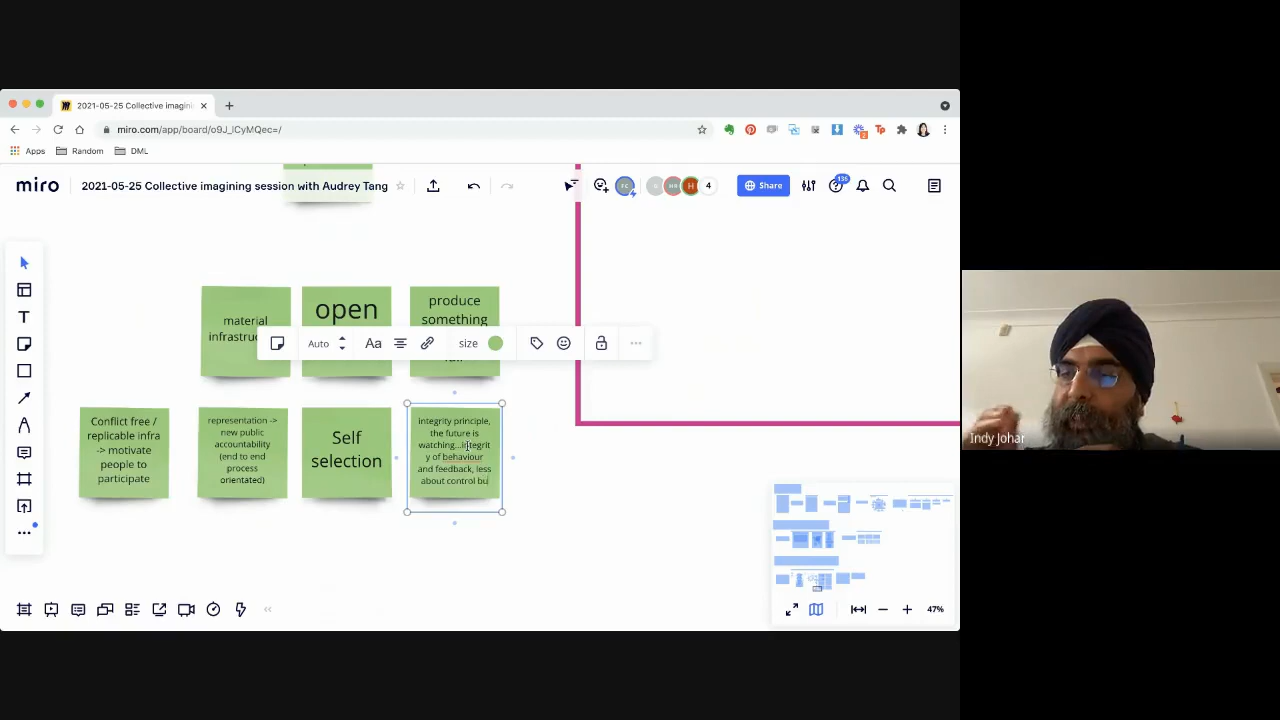 2021-05-25 Collective imaginin
miro.com/app/board/o9J_lCyMQec=/
Apps
Random
DML
miro
2021-05-25 Collective imagining session with Audrey Tang
4
Share
136
material
open
produce
something
Auto
Aa
size
Conflict free /
replicable infra
-> motivate
people to
participate
representation ->
new public
accountability
(end to end
process
orientated)
Self
selection
integrity principle,
the future is
watching...integrit
y of behaviour
and feedback, less
about control bu
47%
Indy Johar